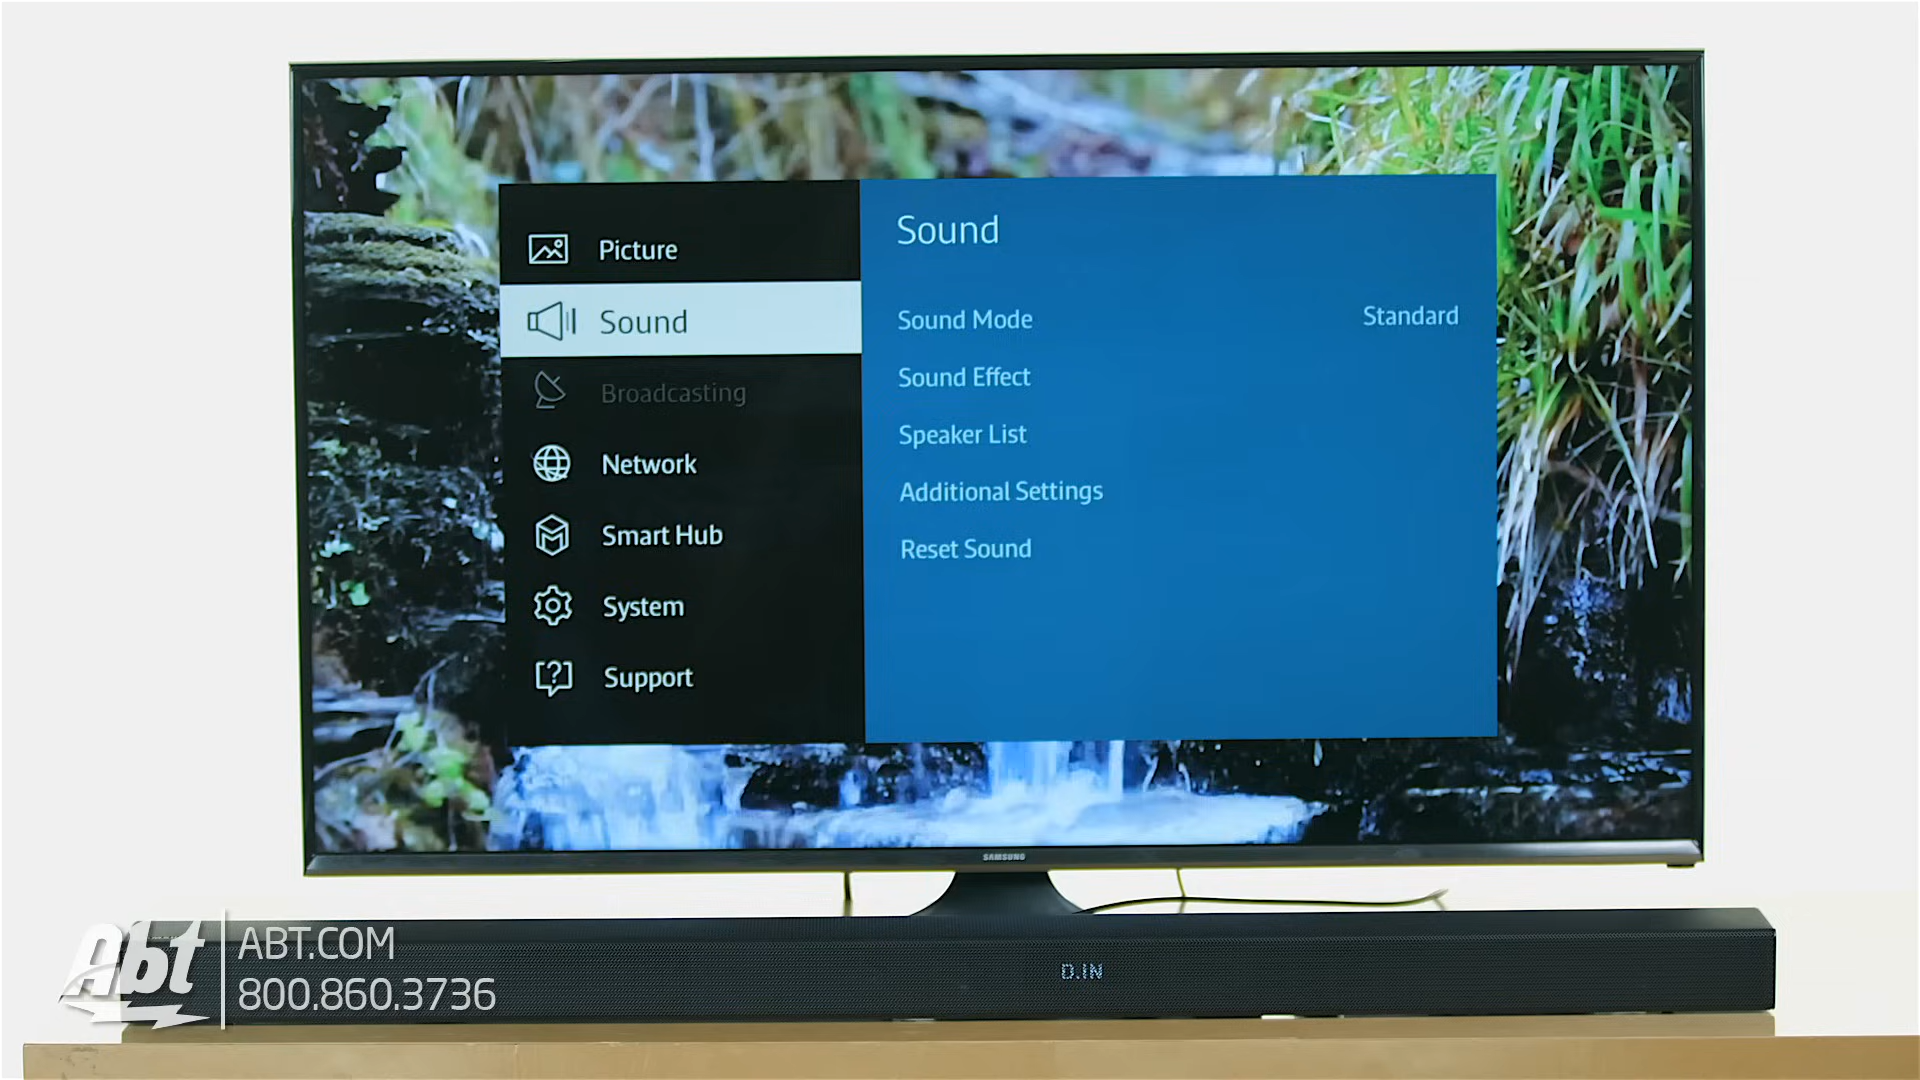 Picture
Sound
Broadcasting
Network
Smart Hub
System
Support
Sound
Sound Mode Standard
Sound Effect
Speaker List
Additional Settings
Reset Sound
SAMSUNG
D.IN
Abt
ABT.COM
800.860.3736